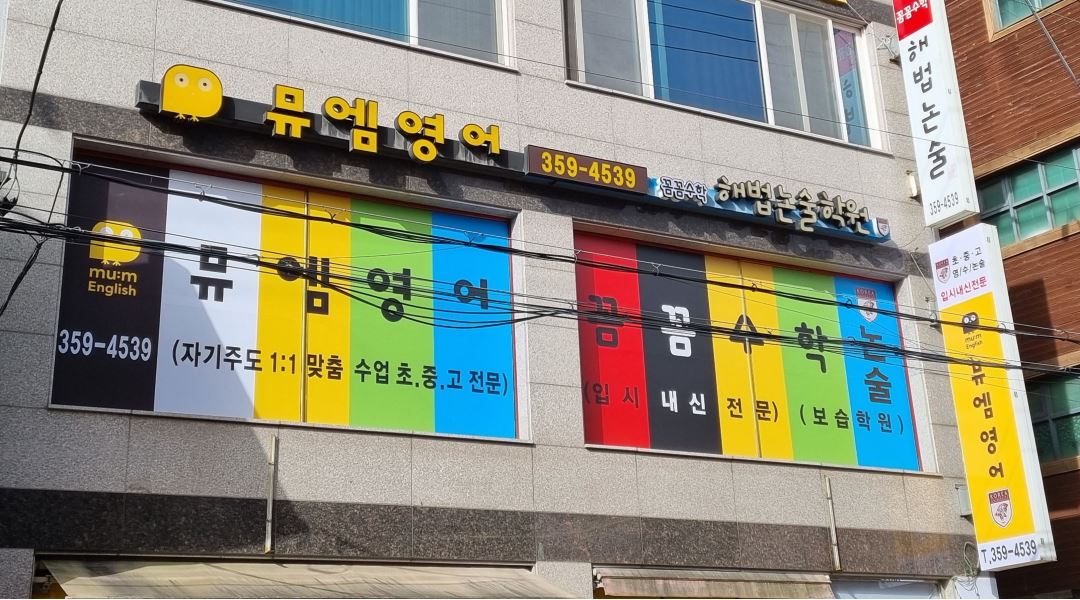 뮤엠영어
359-4539
꼼꼼수학
해법논술학원
mu:m
English
뮤엠영어
359-4539
(자기주도 1:1 맞춤 수업 초.중.고 전문)
꼼꼼수학
논술
(입시 내신 전문)
(보습학원)
꼼꼼수학
해법논술
359-4539
초·중·고
영/수/논술
입시내신전문
mu:m
English
뮤엠영어
KOREA
T.359-4539